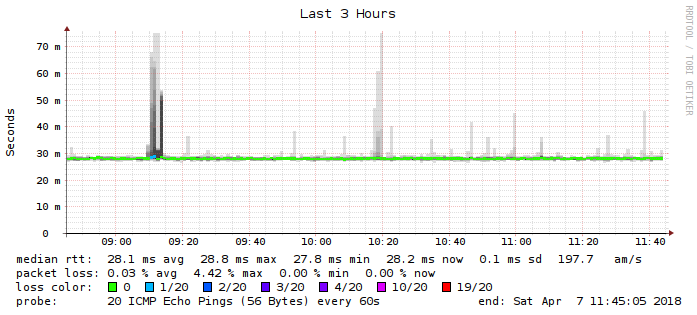 Last 3 Hours
RRDTOOL / TOBI OETIKER
Seconds
70 m
60 m
50 m
40 m
30 m
20 m
10 m
0
09:00 09:20 09:40 10:00 10:20 10:40 11:00 11:20 11:40
median rtt: 28.1 ms avg 28.8 ms max 27.8 ms min 28.2 ms now 0.1 ms sd 197.7 am/s
packet loss: 0.03 % avg 4.42 % max 0.00 % min 0.00 % now
loss color: 0 1/20 2/20 3/20 4/20 10/20 19/20
probe: 20 ICMP Echo Pings (56 Bytes) every 60s end: Sat Apr 7 11:45:05 2018